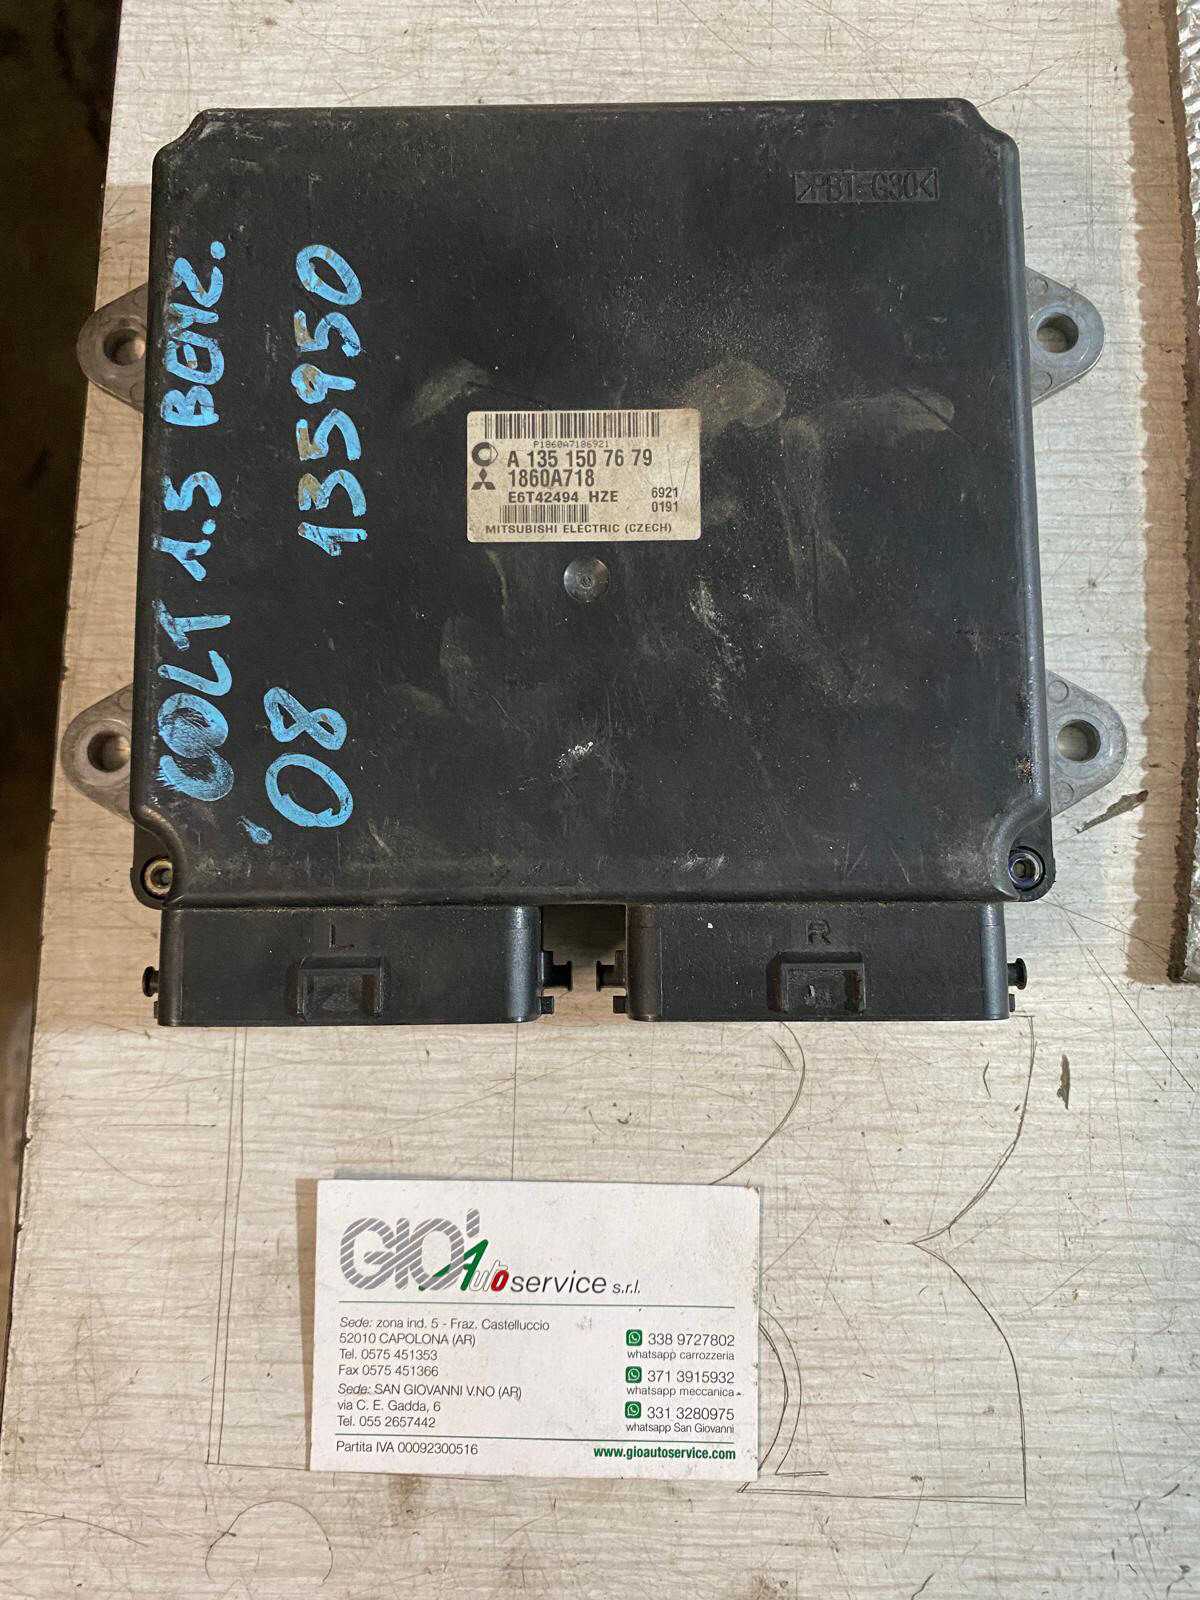 >PBT-G30<
COLT 1.5 BENZ.
135950
'08
P1860A7186921
A 135 150 76 79
1860A718
E6T42494 HZE
6921
0191
MITSUBISHI ELECTRIC (CZECH)
L
R
GIO' Autoservice s.r.l.
Sede: zona ind. 5 - Fraz. Castelluccio
52010 CAPOLONA (AR)
Tel. 0575 451353
Fax 0575 451366
Sede: SAN GIOVANNI V.NO (AR)
via C. E. Gadda, 6
Tel. 055 2657442
338 9727802
whatsapp carrozzeria
371 3915932
whatsapp meccanica
331 3280975
whatsapp San Giovanni
Partita IVA 00092300516
www.gioautoservice.com